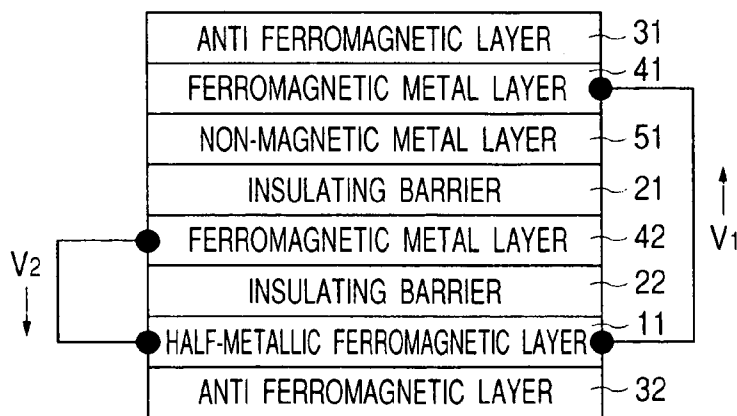 ANTI FERROMAGNETIC LAYER 31
41
FERROMAGNETIC METAL LAYER
NON-MAGNETIC METAL LAYER 51
INSULATING BARRIER 21
V1
FERROMAGNETIC METAL LAYER 42
V2
INSULATING BARRIER 22
11
HALF-METALLIC FERROMAGNETIC LAYER
ANTI FERROMAGNETIC LAYER 32